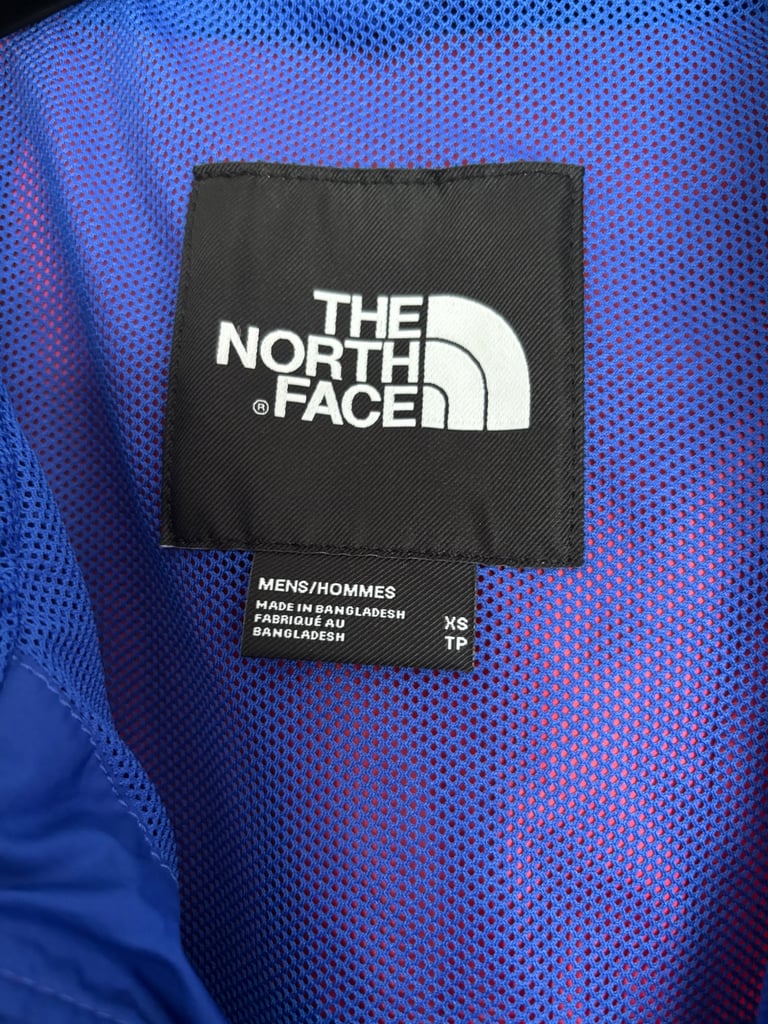 THE
NORTH
® FACE
MENS/HOMMES
MADE IN BANGLADESH
FABRIQUÉ AU
BANGLADESH
XS
TP